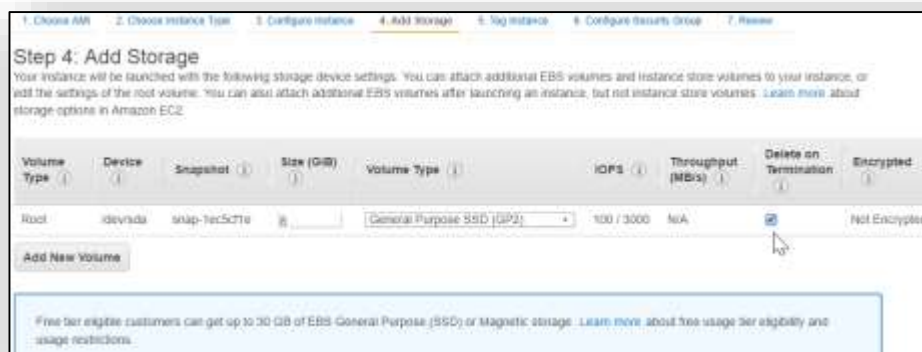 1. Choose AMI 2. Choose Instance Type 3. Configure Instance 4. Add Storage 5. Tag Instance 6. Configure Security Group 7. Review
Step 4: Add Storage
Your instance will be launched with the following storage device settings. You can attach additional EBS volumes and instance store volumes to your instance, or
edit the settings of the root volume. You can also attach additional EBS volumes after launching an instance, but not instance store volumes. Learn more about
storage options in Amazon EC2.
Volume Type Device Snapshot Size (GiB) Volume Type IOPS Throughput (MB/s) Delete on Termination Encrypted
Root /dev/sda 8 General Purpose SSD (GP2) 100 / 3000 N/A Not Encrypted
Add New Volume
Free tier eligible customers can get up to 30 GB of EBS General Purpose (SSD) or Magnetic storage. Learn more about free usage tier eligibility and
usage restrictions.